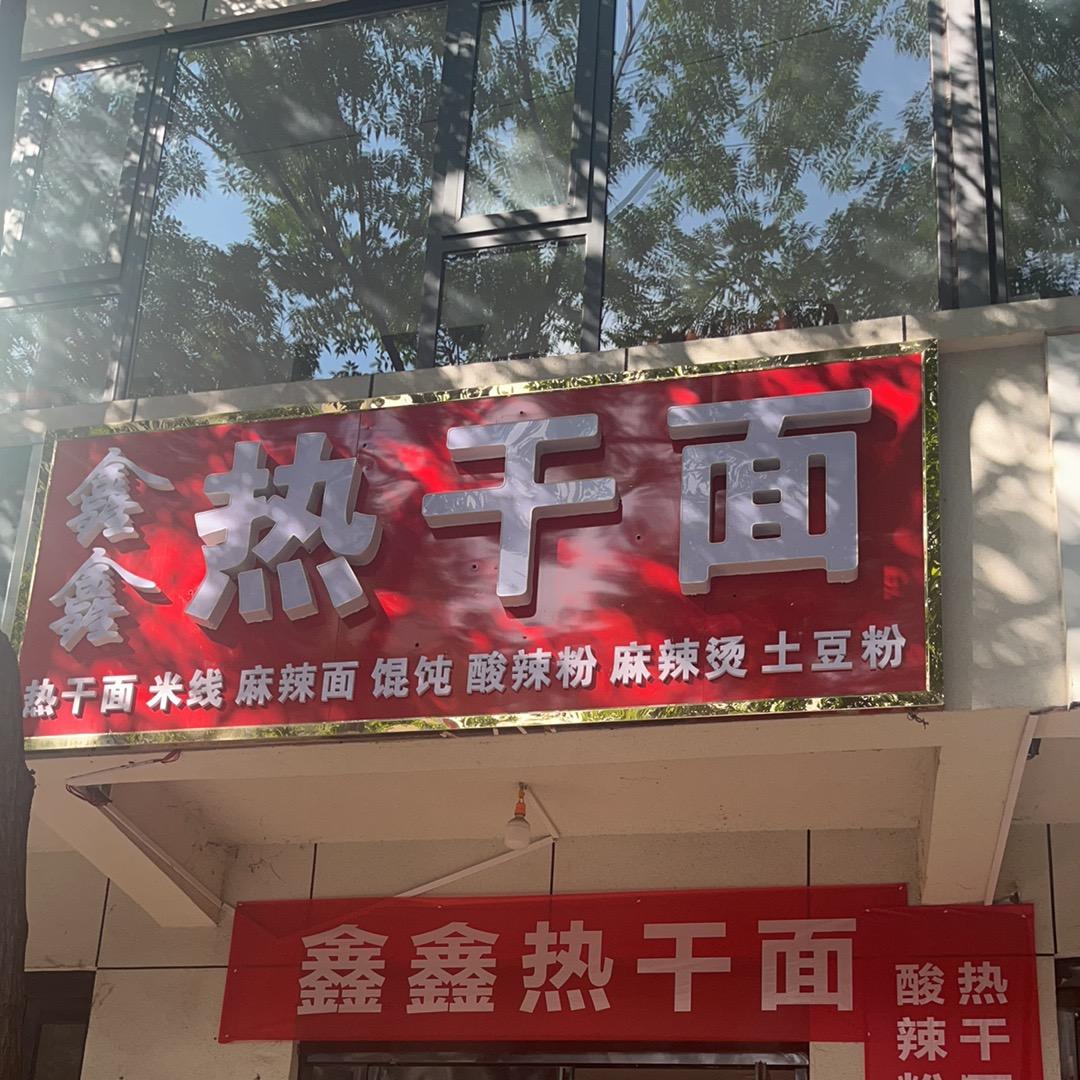 鑫鑫热干面
热干面 米线 麻辣面 馄饨 酸辣粉 麻辣烫 土豆粉
鑫鑫热干面
热干
酸辣